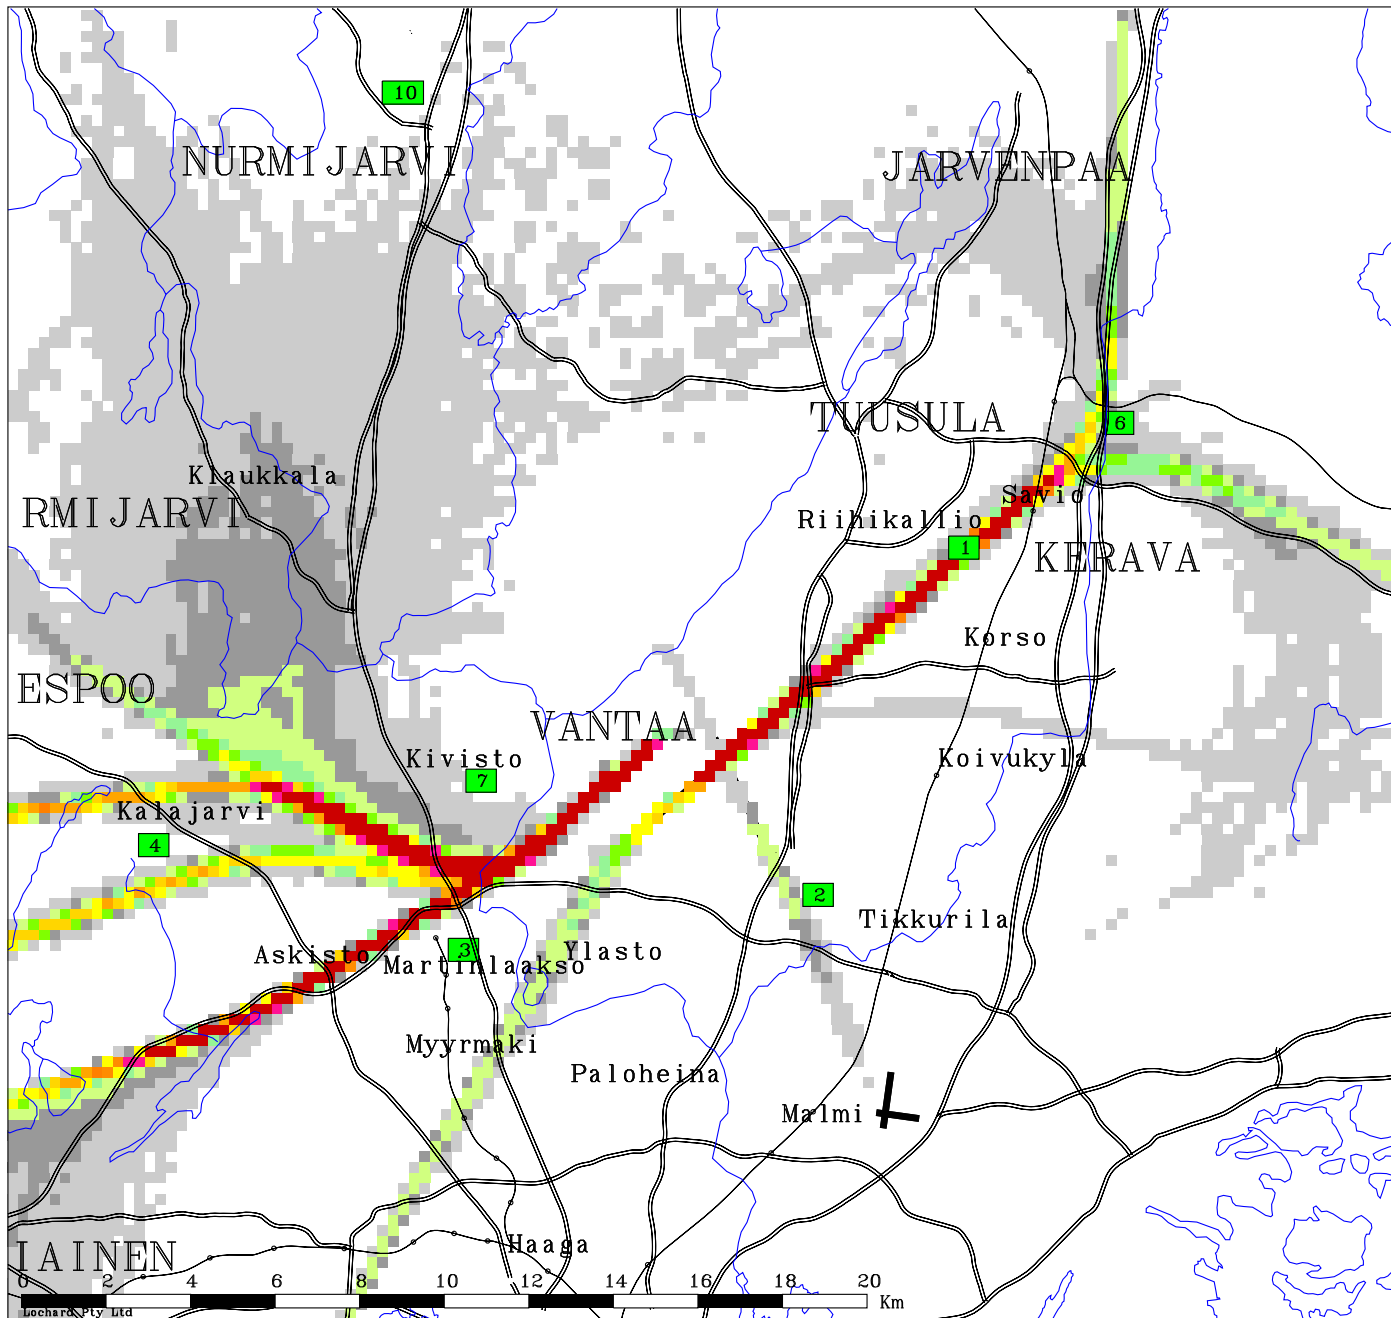 10
NURMIJARVI
JARVENPAA
TUUSULA
6
Klaukkala
Savio
RMIJARVI
Riihikallio
1
KERAVA
Korso
ESPOO
VANTAA
Kivisto
Koivukyla
7
Kalajarvi
4
2
Tikkurila
3
Ylasto
Askisto
Martinlaakso
Myyrmaki
Paloheina
Malmi
Haaga
IAINEN
0 2 4 6 8 10 12 14 16 18 20
Km
Lochard Pty Ltd